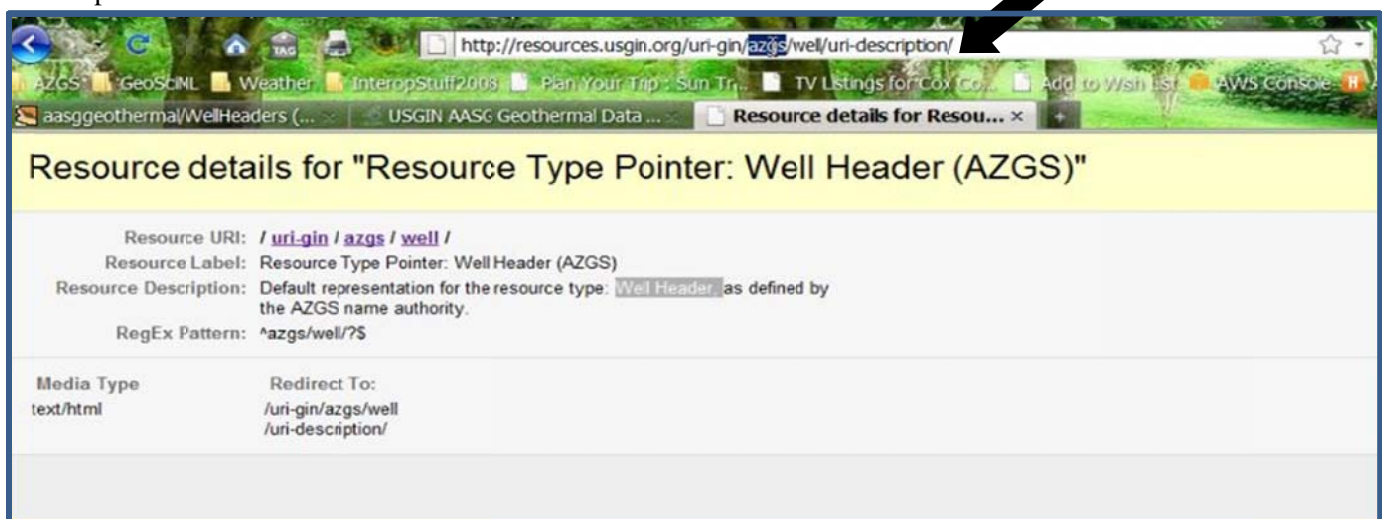 TAG
http://resources.usgin.org/uri-gin/azgs/well/uri-description/
AZGS GeoSciML Weather InteropStuff2008 Plan Your Trip : Sun Tr... TV Listings for Cox Co... Add to Wish List AWS Console
aasggeothermal/WellHeaders (... USGIN AASG Geothermal Data ... Resource details for Resou... ×
Resource details for "Resource Type Pointer: Well Header (AZGS)"
Resource URI: / uri-gin / azgs / well /
Resource Label: Resource Type Pointer: Well Header (AZGS)
Resource Description: Default representation for the resource type: Well Header, as defined by
the AZGS name authority.
RegEx Pattern: ^azgs/well/?$
Media Type Redirect To:
text/html /uri-gin/azgs/well
/uri-description/